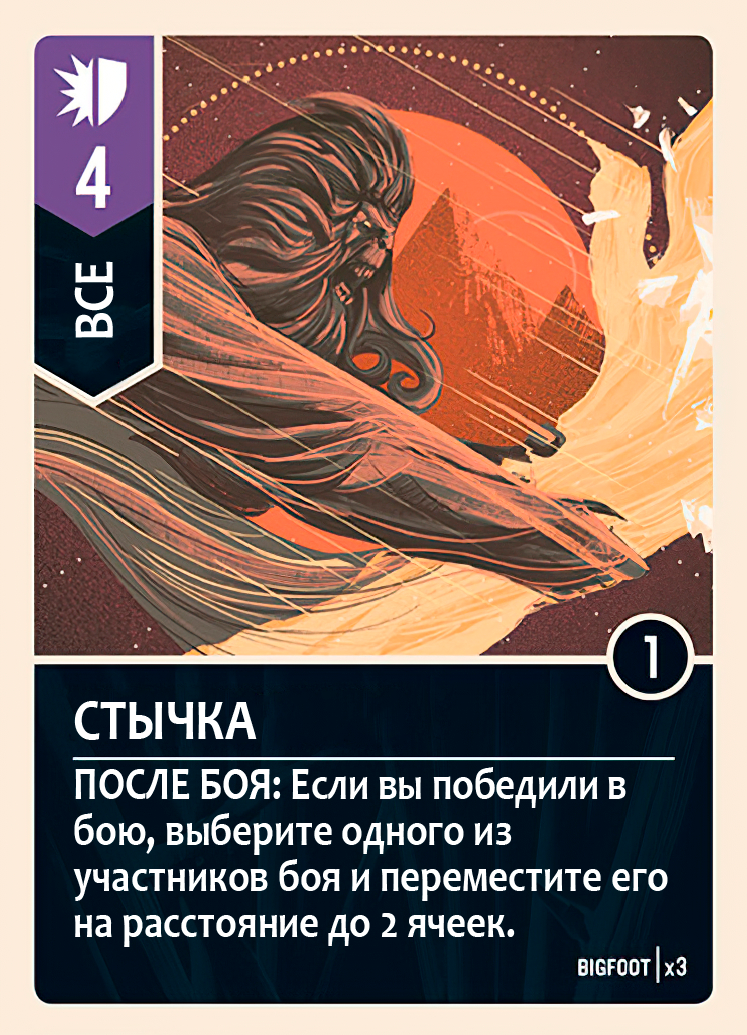 4
ВСЕ
1
СТЫЧКА
ПОСЛЕ БОЯ: Если вы победили в
бою, выберите одного из
участников боя и переместите его
на расстояние до 2 ячеек.
BIGFOOT | x3